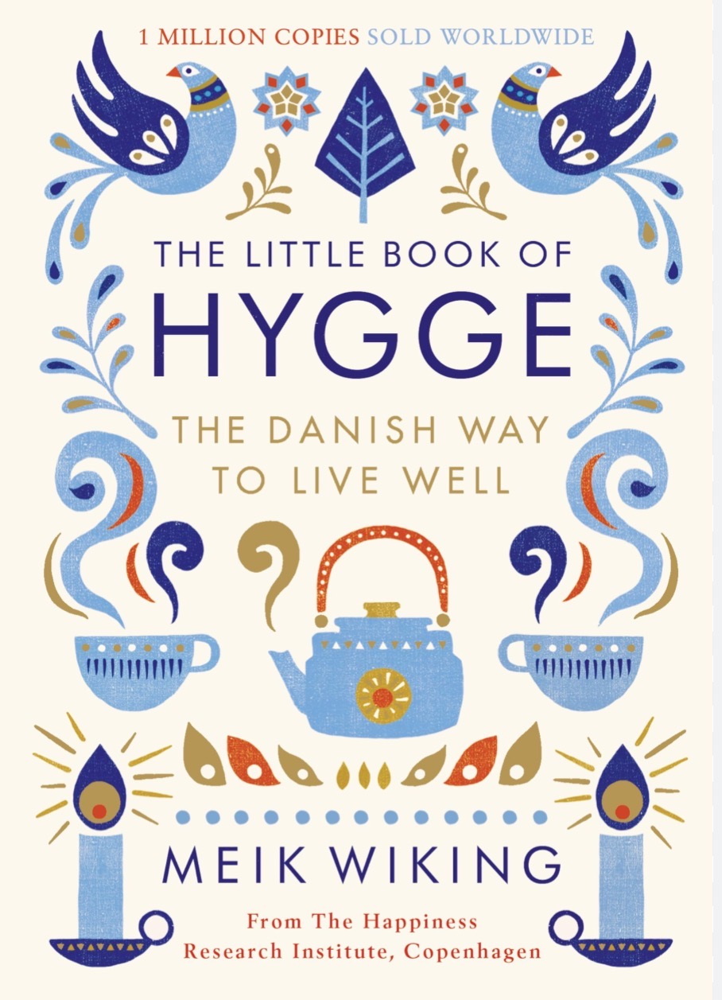 1 MILLION COPIES SOLD WORLDWIDE
THE LITTLE BOOK OF
HYGGE
THE DANISH WAY
TO LIVE WELL
MEIK WIKING
From The Happiness
Research Institute, Copenhagen